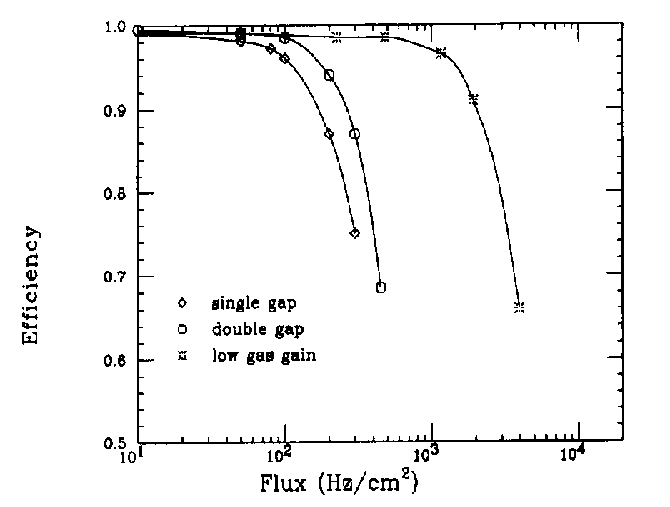 1.0
0.9
0.8
0.7
0.6
0.5
Efficiency
single gap
double gap
low gas gain
10¹ 10² 10³ 10⁴
Flux (Hz/cm²)